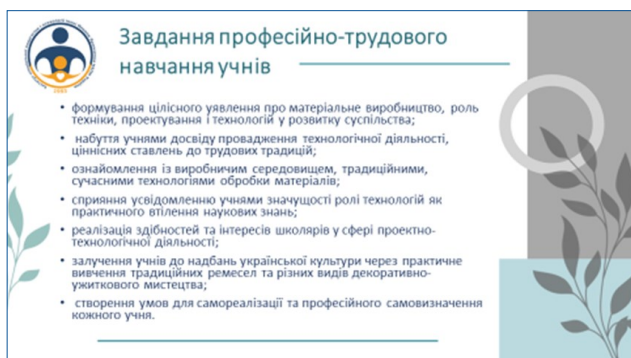 Завдання професійно-трудового
навчання учнів
• формування цілісного уявлення про матеріальне виробництво, роль
техніки, проектування і технологій у розвитку суспільства;
• набуття учнями досвіду провадження технологічної діяльності,
ціннісних ставлень до трудових традицій;
• ознайомлення із виробничим середовищем, традиційними,
сучасними технологіями обробки матеріалів;
• сприяння усвідомленню учнями значущості ролі технологій як
практичного втілення наукових знань;
• реалізація здібностей та інтересів школярів у сфері проектно-
технологічної діяльності;
• залучення учнів до надбань української культури через практичне
вивчення традиційних ремесел та різних видів декоративно-
ужиткового мистецтва;
• створення умов для самореалізації та професійного самовизначення
кожного учня.